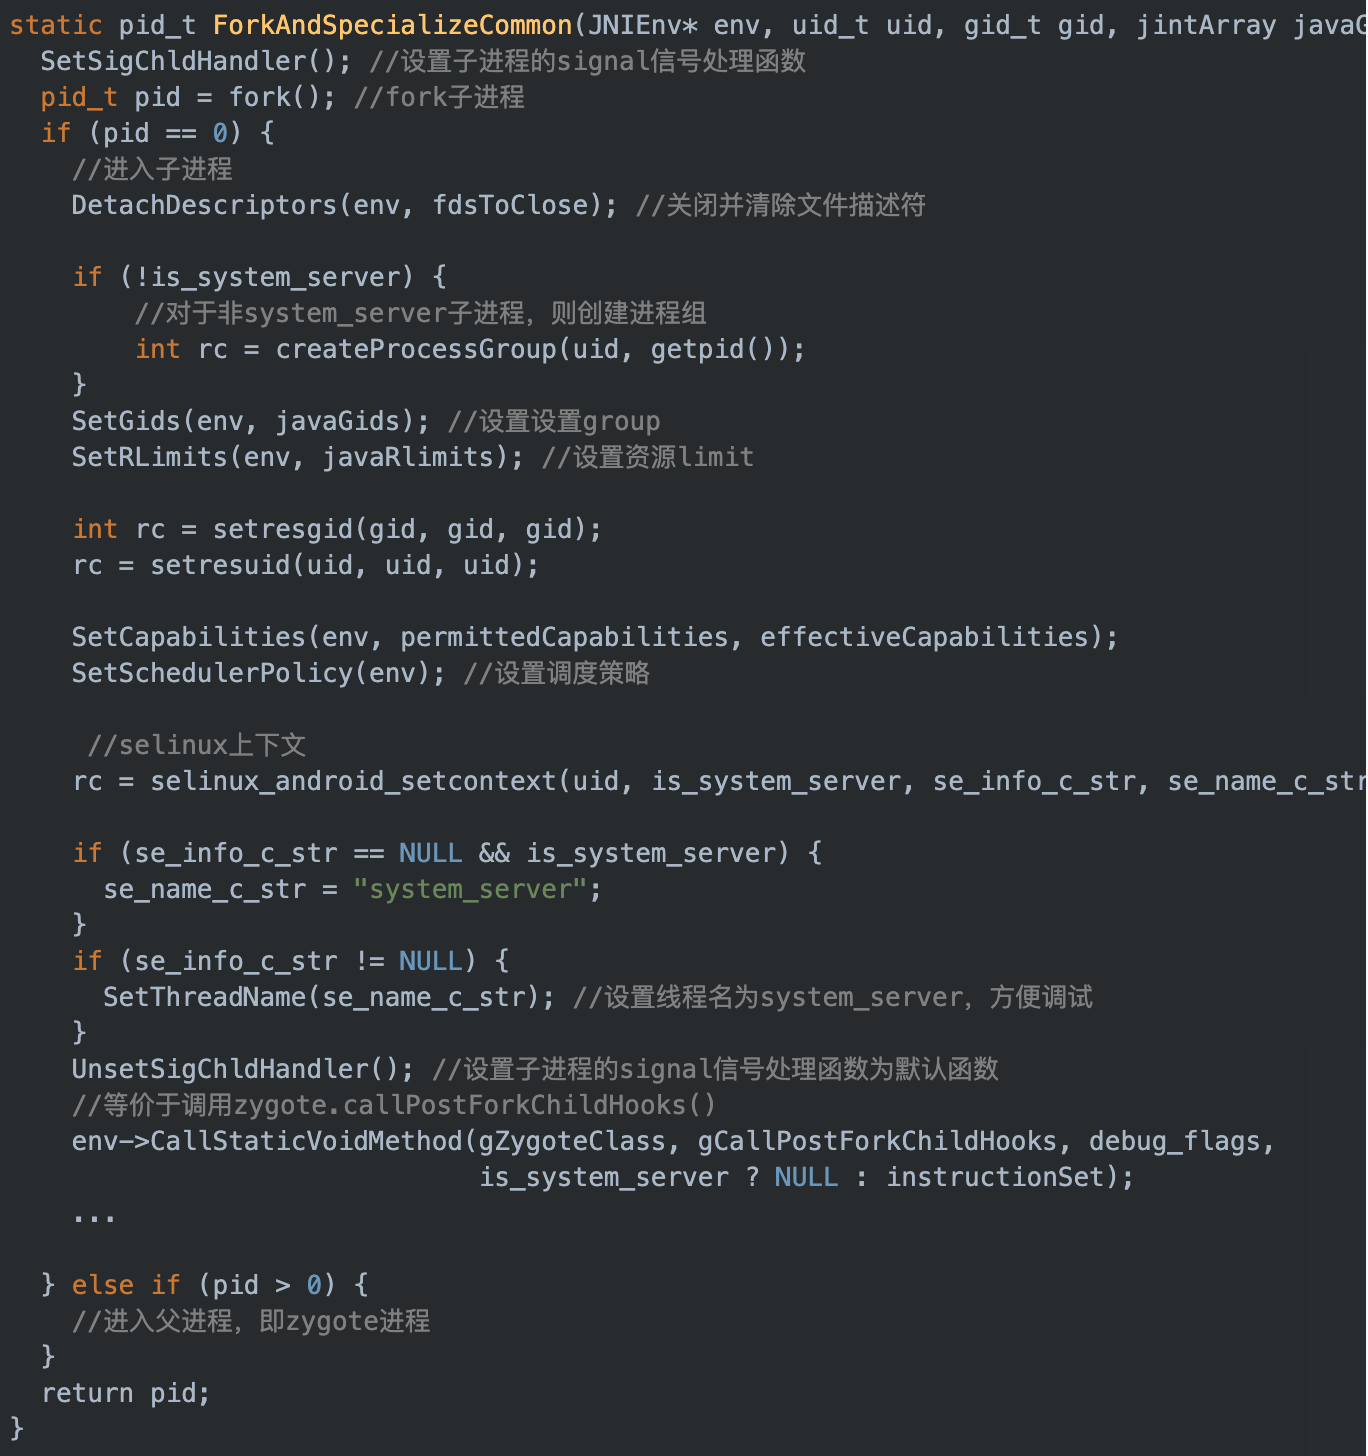 static pid_t ForkAndSpecializeCommon(JNIEnv* env, uid_t uid, gid_t gid, jintArray javaG
SetSigChldHandler(); //设置子进程的signal信号处理函数
pid_t pid = fork(); //fork子进程
if (pid == 0) {
//进入子进程
DetachDescriptors(env, fdsToClose); //关闭并清除文件描述符
if (!is_system_server) {
//对于非system_server子进程，则创建进程组
int rc = createProcessGroup(uid, getpid());
}
SetGids(env, javaGids); //设置设置group
SetRLimits(env, javaRlimits); //设置资源limit
int rc = setresgid(gid, gid, gid);
rc = setresuid(uid, uid, uid);
SetCapabilities(env, permittedCapabilities, effectiveCapabilities);
SetSchedulerPolicy(env); //设置调度策略
//selinux上下文
rc = selinux_android_setcontext(uid, is_system_server, se_info_c_str, se_name_c_str
if (se_info_c_str == NULL && is_system_server) {
se_name_c_str = "system_server";
}
if (se_info_c_str != NULL) {
SetThreadName(se_name_c_str); //设置线程名为system_server，方便调试
}
UnsetSigChldHandler(); //设置子进程的signal信号处理函数为默认函数
//等价于调用zygote.callPostForkChildHooks()
env->CallStaticVoidMethod(gZygoteClass, gCallPostForkChildHooks, debug_flags,
is_system_server ? NULL : instructionSet);
...
} else if (pid > 0) {
//进入父进程，即zygote进程
}
return pid;
}